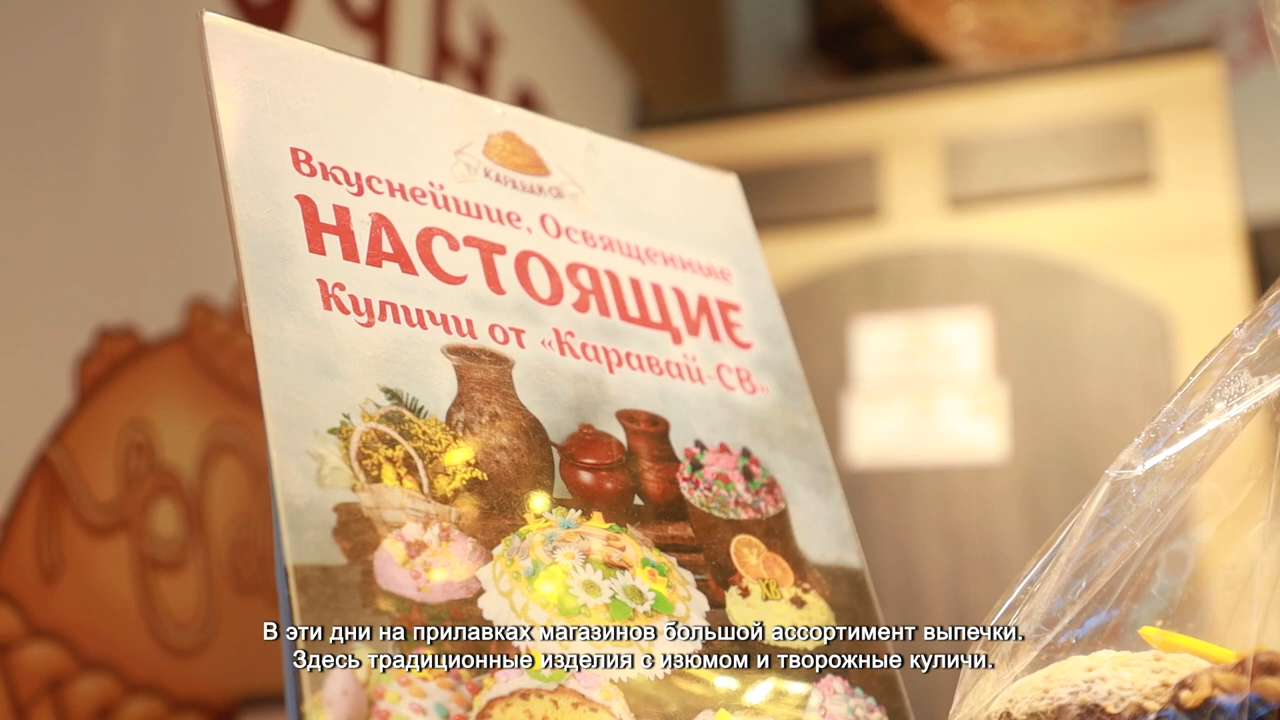 КАРАВАЙ-СВ
Вкуснейшие, Освященные
НАСТОЯЩИЕ
Куличи от «Каравай-СВ»
ХВ
В эти дни на прилавках магазинов большой ассортимент выпечки.
Здесь традиционные изделия с изюмом и творожные куличи.